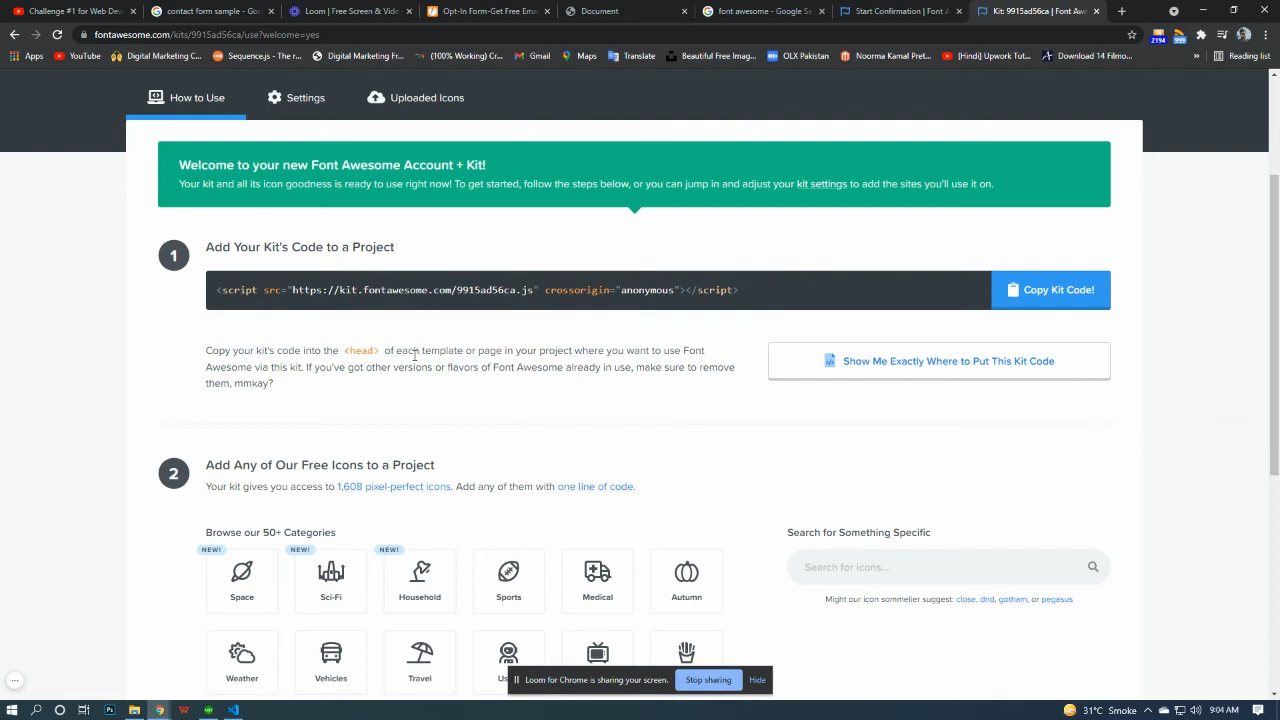 Challenge #1 for Web Dev
contact form sample - Go
Loom | Free Screen & Vide
Opt-In Form-Get Free Ema
Document
font awesome - Google Se
Start Confirmation | Font A
Kit: 9915ad56ca | Font Awe
fontawesome.com/kits/9915ad56ca/use?welcome=yes
2194
999
Apps
YouTube
Digital Marketing C...
Sequence.js - The r...
Digital Marketing Fr...
(100% Working) Cr...
Gmail
Maps
Translate
Beautiful Free Imag...
OLX Pakistan
Noorma Kamal Pret...
[Hindi] Upwork Tut...
Download 14 Filmo...
»
Reading list
How to Use
Settings
Uploaded Icons
Welcome to your new Font Awesome Account + Kit!
Your kit and all its icon goodness is ready to use right now! To get started, follow the steps below, or you can jump in and adjust your kit settings to add the sites you'll use it on.
1
Add Your Kit's Code to a Project
<script src="https://kit.fontawesome.com/9915ad56ca.js" crossorigin="anonymous"></script>
Copy Kit Code!
Copy your kit's code into the <head> of each template or page in your project where you want to use Font
Awesome via this kit. If you've got other versions or flavors of Font Awesome already in use, make sure to remove
them, mmkay?
Show Me Exactly Where to Put This Kit Code
2
Add Any of Our Free Icons to a Project
Your kit gives you access to 1,608 pixel-perfect icons. Add any of them with one line of code.
Browse our 50+ Categories
Search for Something Specific
NEW!
NEW!
NEW!
Space
Sci-Fi
Household
Sports
Medical
Autumn
Search for icons...
Might our icon sommelier suggest: close, dnd, gotham, or pegasus
Weather
Vehicles
Travel
Us
Loom for Chrome is sharing your screen.
Stop sharing
Hide
31°C Smoke
9:04 AM